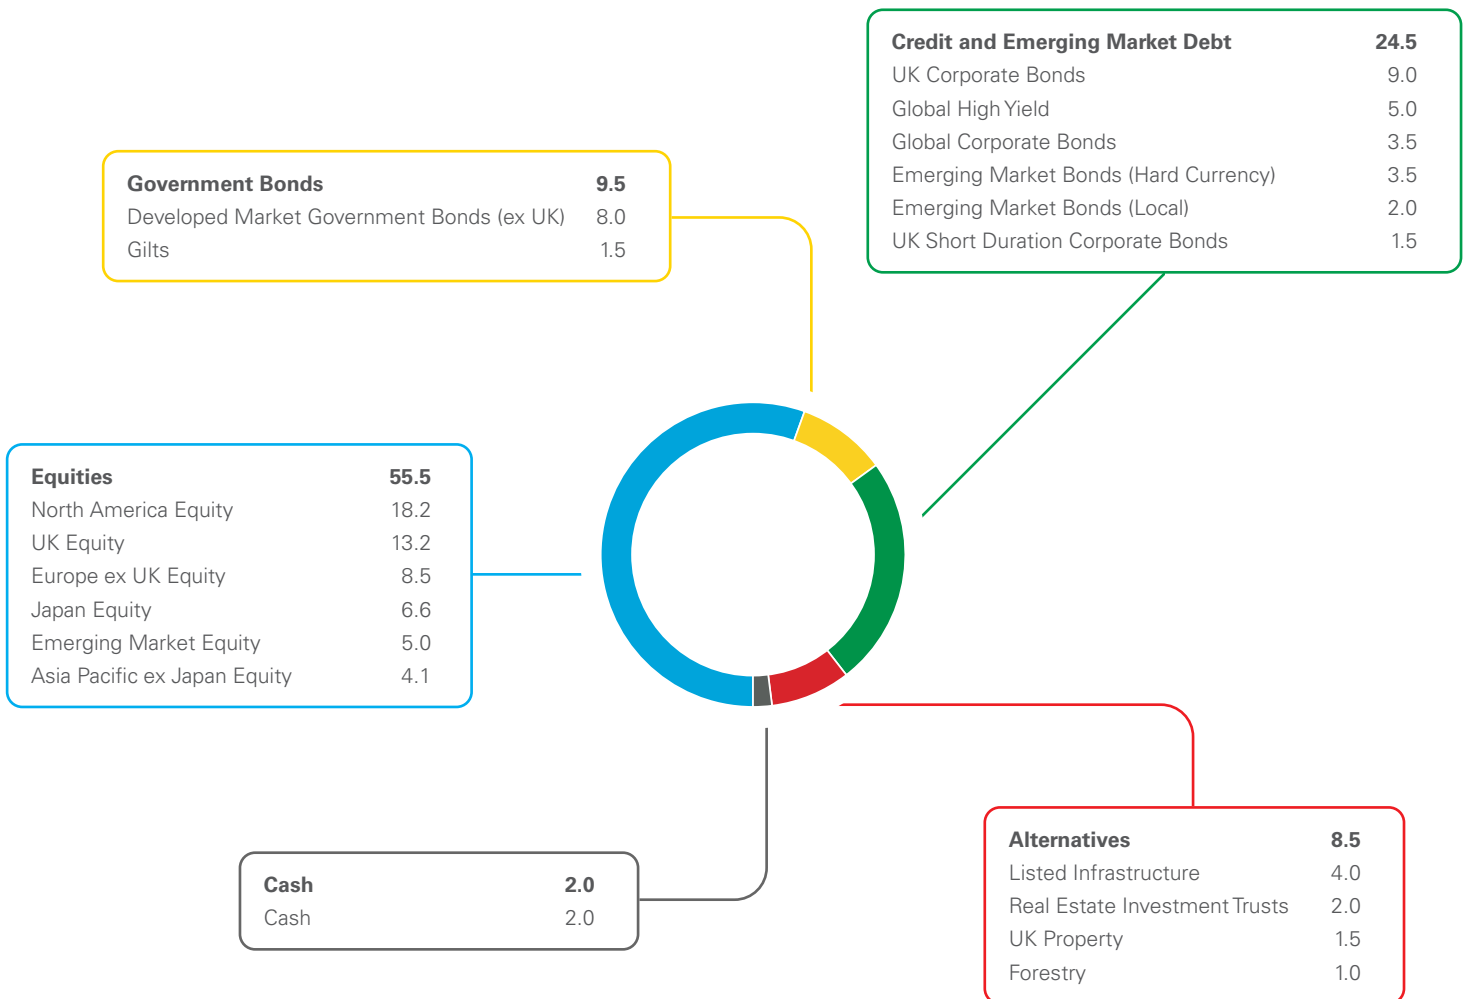 Credit and Emerging Market Debt 24.5
UK Corporate Bonds 9.0
Global High Yield 5.0
Global Corporate Bonds 3.5
Emerging Market Bonds (Hard Currency) 3.5
Emerging Market Bonds (Local) 2.0
UK Short Duration Corporate Bonds 1.5
Government Bonds 9.5
Developed Market Government Bonds (ex UK) 8.0
Gilts 1.5
Equities 55.5
North America Equity 18.2
UK Equity 13.2
Europe ex UK Equity 8.5
Japan Equity 6.6
Emerging Market Equity 5.0
Asia Pacific ex Japan Equity 4.1
Alternatives 8.5
Listed Infrastructure 4.0
Real Estate Investment Trusts 2.0
UK Property 1.5
Forestry 1.0
Cash 2.0
Cash 2.0